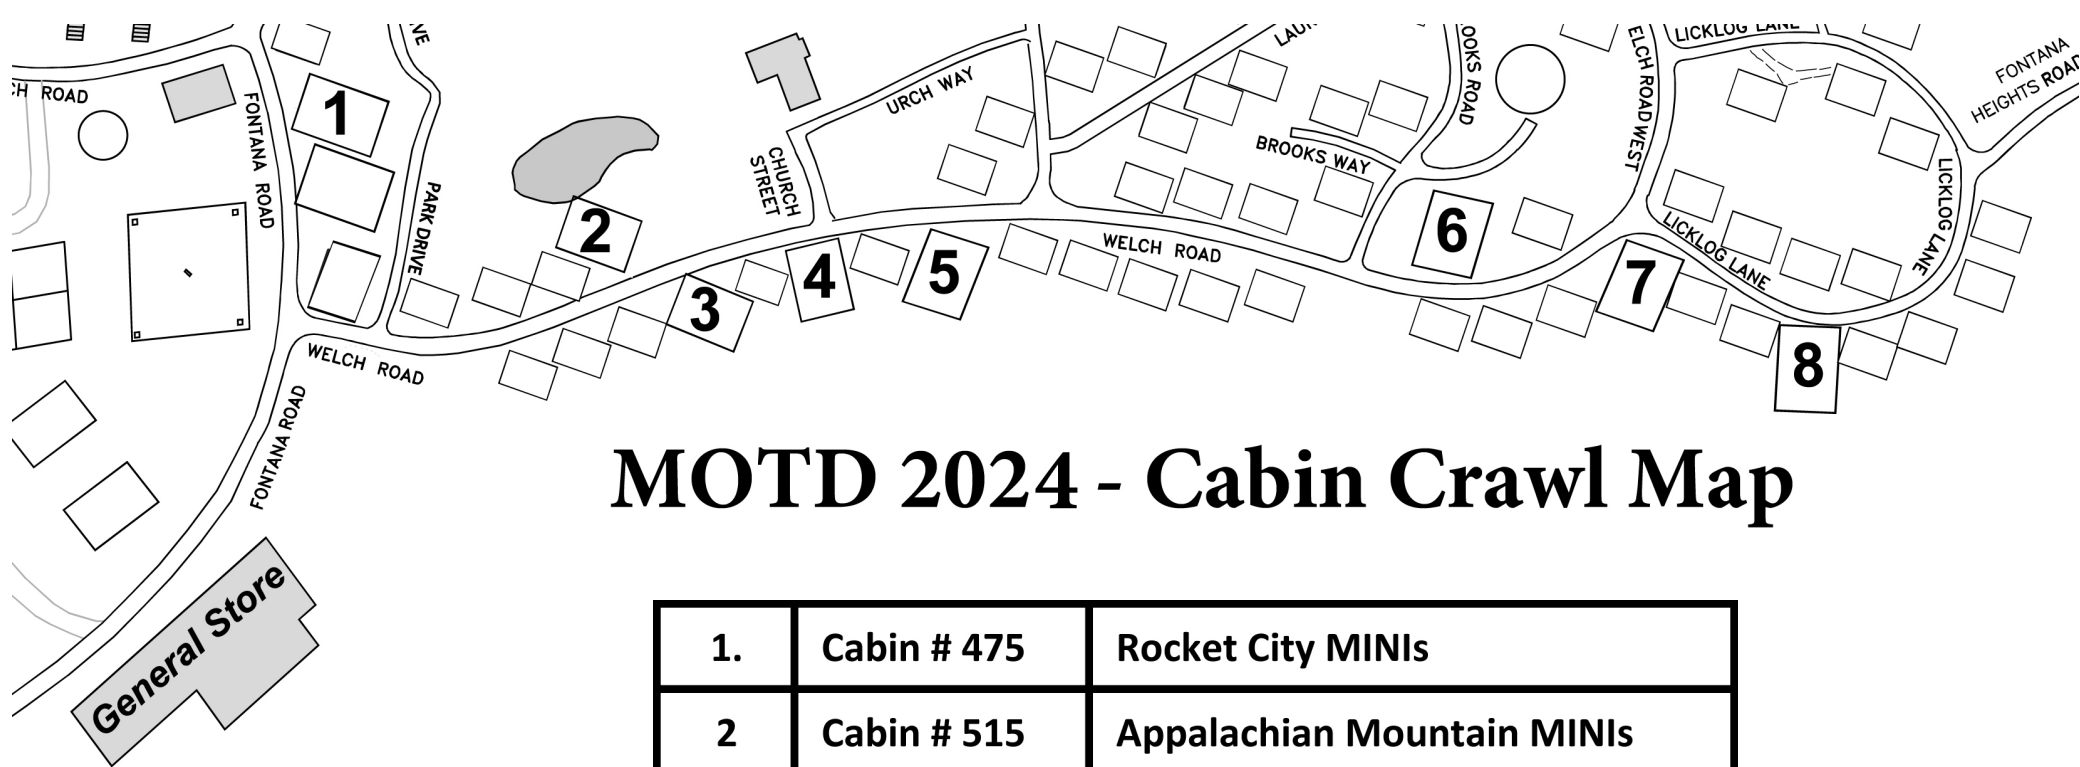 VE
CH ROAD
FONTANA ROAD
1
PARK DRIVE
2
CHURCH
STREET
URCH WAY
LAUR
OOKS ROAD
BROOKS WAY
ELCH ROAD WEST
LICKLOG LANE
FONTANA
HEIGHTS ROAD
LICKLOG LANE
LICKLOG LANE
3
4
5
WELCH ROAD
6
7
8
WELCH ROAD
FONTANA ROAD
General Store
MOTD 2024 - Cabin Crawl Map
1. Cabin # 475 Rocket City MINIs
2 Cabin # 515 Appalachian Mountain MINIs